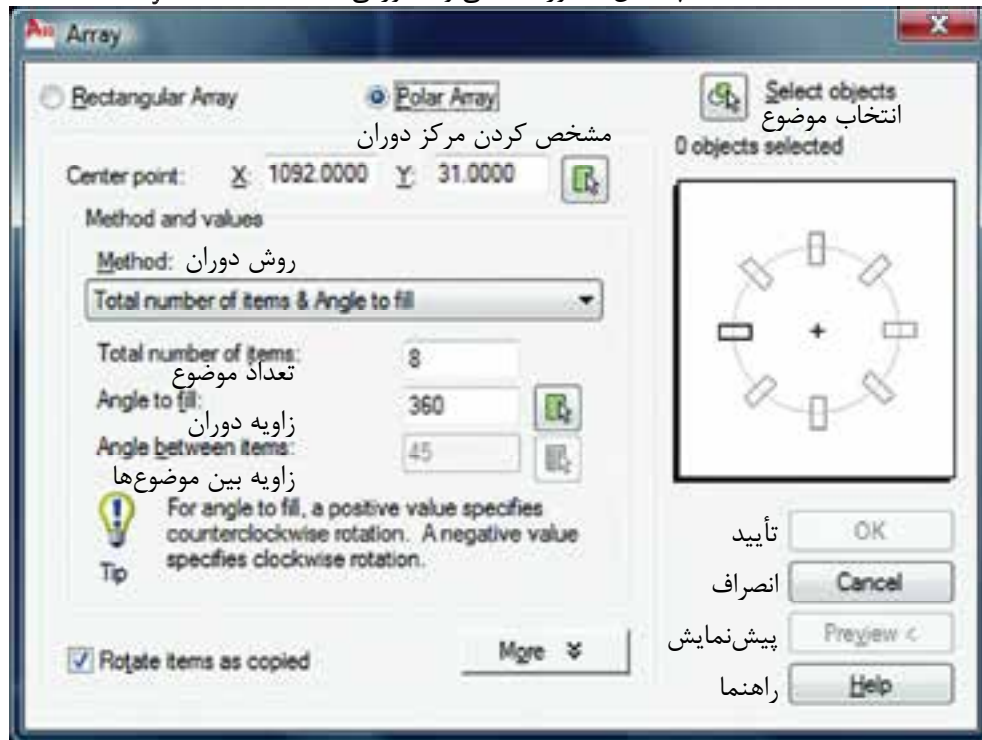 Array
Rectangular Array
Polar Array
Select objects
انتخاب موضوع
0 objects selected
مشخص کردن مرکز دوران
Center point: X: 1092.0000 Y: 31.0000
Method and values
Method: روش دوران
Total number of items & Angle to fill
Total number of items: 8
تعداد موضوع
Angle to fill: 360
زاویه دوران
Angle between items: 45
زاویه بین موضوع‌ها
For angle to fill, a positive value specifies
counterclockwise rotation. A negative value
specifies clockwise rotation.
Tip
Rotate items as copied
More
تأیید OK
انصراف Cancel
پیش‌نمایش Preview <
راهنما Help